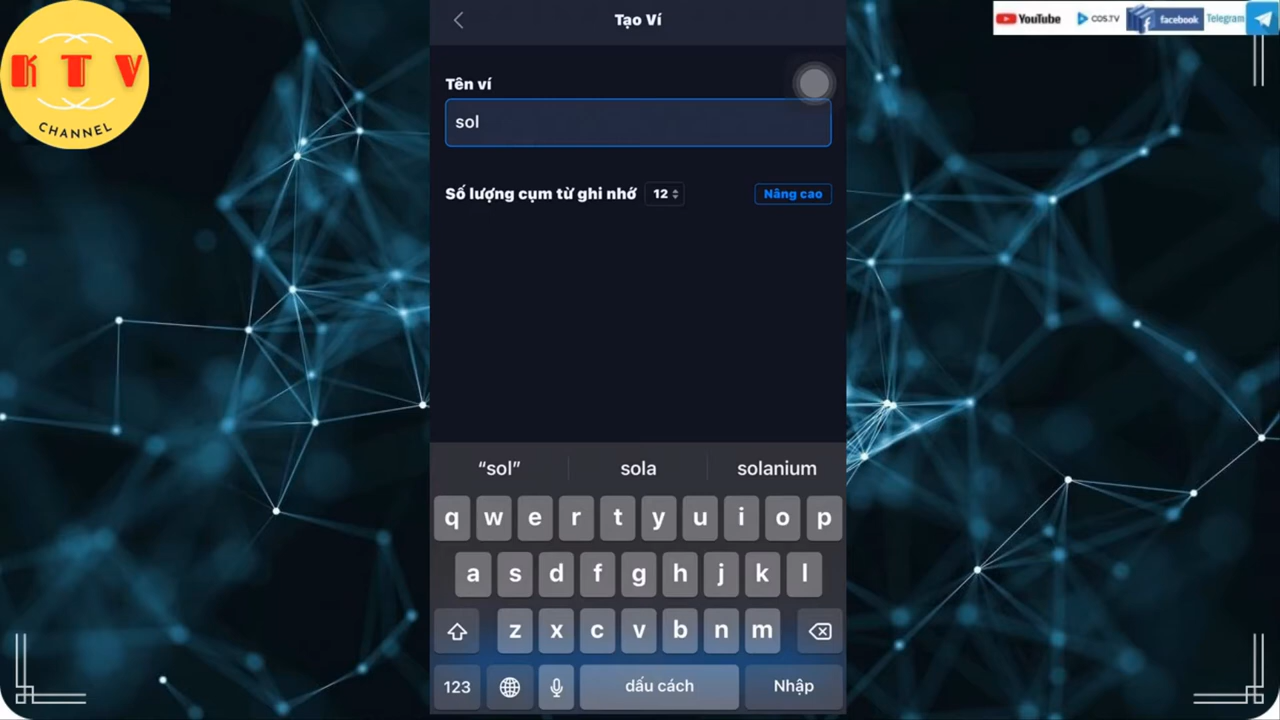 K T V
CHANNEL
YouTube
COS.TV
facebook
Telegram
Tạo Ví
Tên ví
sol
Số lượng cụm từ ghi nhớ 12 Nâng cao
“sol” sola solanium
q w e r t y u i o p
a s d f g h j k l
z x c v b n m
123 dấu cách Nhập